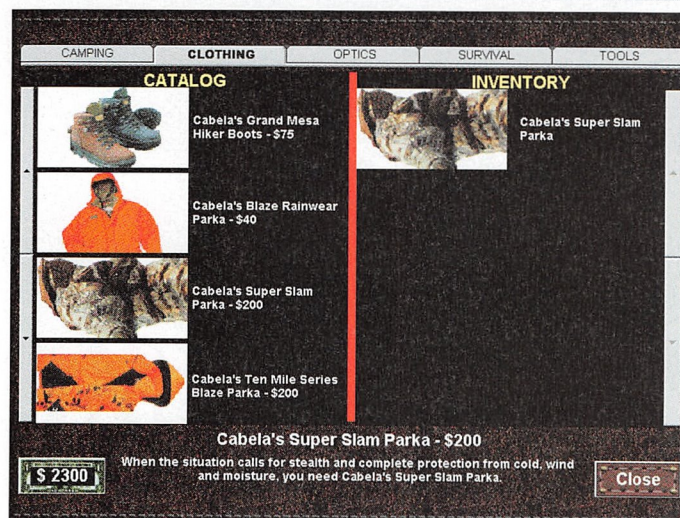 CAMPING CLOTHING OPTICS SURVIVAL TOOLS
CATALOG
Cabela's Grand Mesa
Hiker Boots - $75
Cabela's Blaze Rainwear
Parka - $40
Cabela's Super Slam
Parka - $200
Cabela's Ten Mile Series
Blaze Parka - $200
INVENTORY
Cabela's Super Slam
Parka
Cabela's Super Slam Parka - $200
When the situation calls for stealth and complete protection from cold, wind
and moisture, you need Cabela's Super Slam Parka.
$ 2300
Close